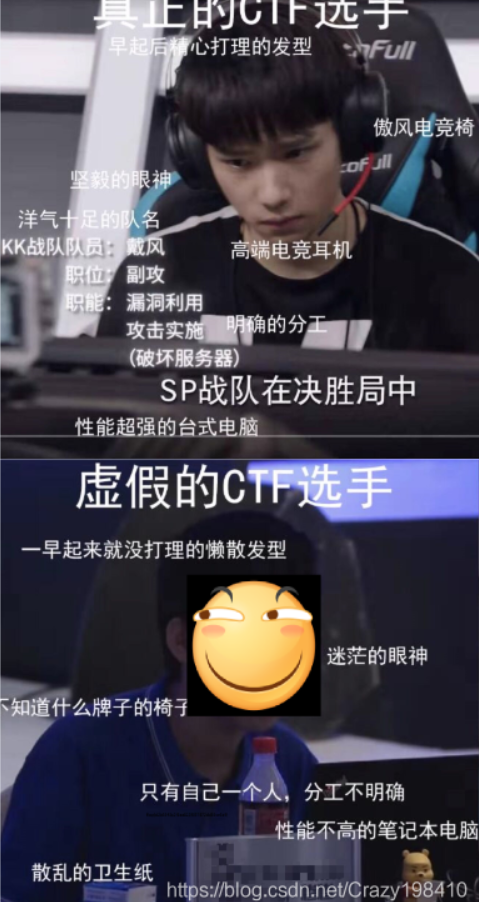 真正的CTF选手
早起后精心打理的发型
coFull
傲风电竞椅
coFull
坚毅的眼神
洋气十足的队名
KK战队队员：戴风
高端电竞耳机
职位：副攻
职能：漏洞利用
攻击实施
明确的分工
（破坏服务器）
SP战队在决胜局中
性能超强的台式电脑
虚假的CTF选手
一早起来就没打理的懒散发型
迷茫的眼神
不知道什么牌子的椅子
只有自己一个人，分工不明确
性能不高的笔记本电脑
散乱的卫生纸
https://blog.csdn.net/Crazy198410